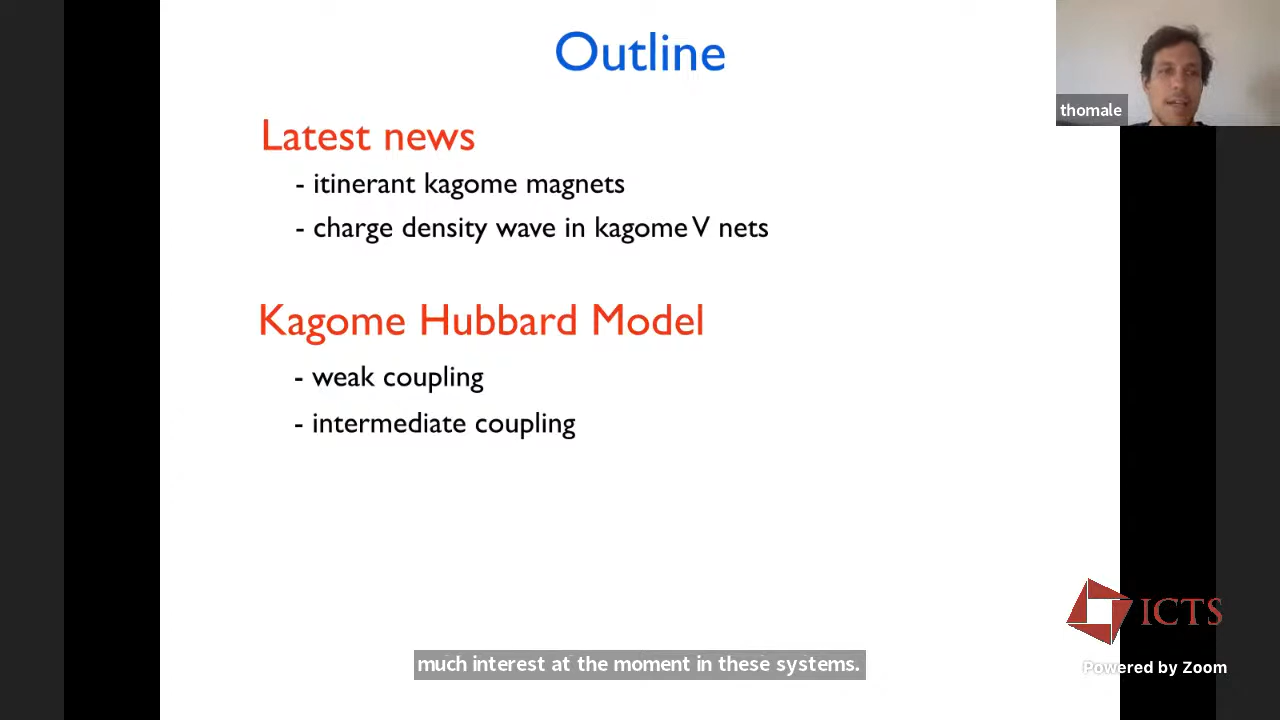 Outline
thomale
Latest news
- itinerant kagome magnets
- charge density wave in kagome V nets
Kagome Hubbard Model
- weak coupling
- intermediate coupling
ICTS
much interest at the moment in these systems.
Powered by Zoom